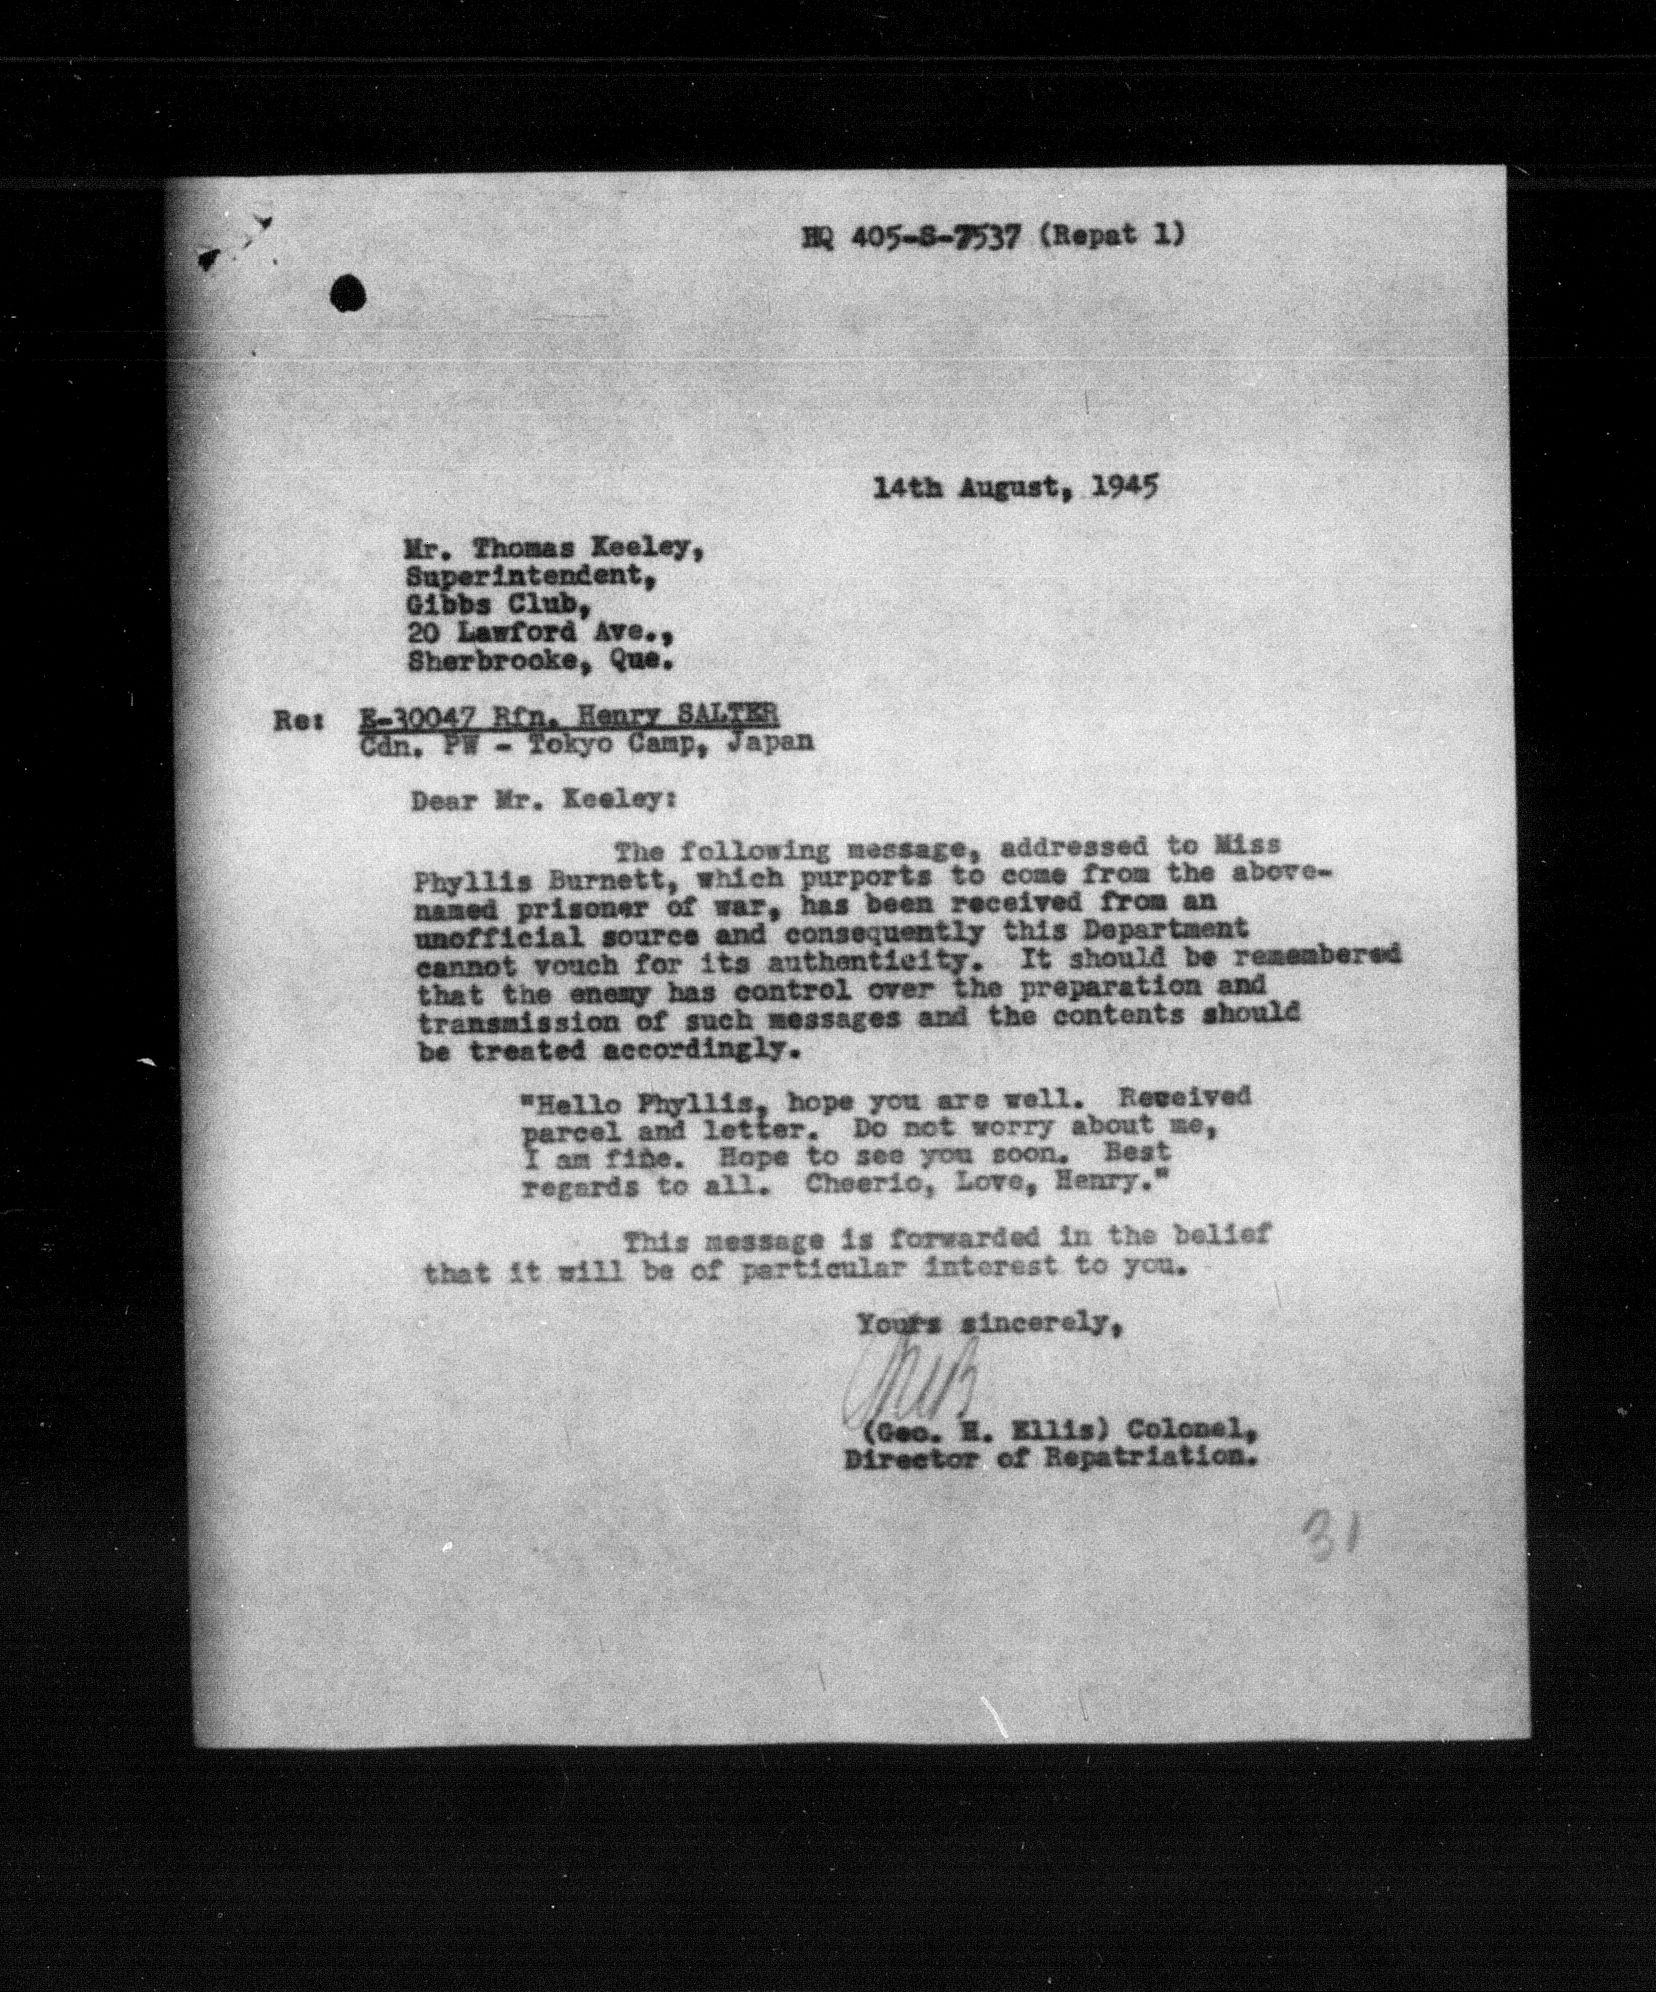 HQ 405-S-7537 (Repat 1)
14th August, 1945
Mr. Thomas Keeley,
Superintendent,
Gibbs Club,
20 Lawford Ave.,
Sherbrooke, Que.
Re: E-30047 Rfn. Henry SALTER
Cdn. PW - Tokyo Camp, Japan
Dear Mr. Keeley:
The following message, addressed to Miss
Phyllis Burnett, which purports to come from the above-
named prisoner of war, has been received from an
unofficial source and consequently this Department
cannot vouch for its authenticity. It should be remembered
that the enemy has control over the preparation and
transmission of such messages and the contents should
be treated accordingly.
"Hello Phyllis, hope you are well. Received
parcel and letter. Do not worry about me,
I am fine. Hope to see you soon. Best
regards to all. Cheerio, Love, Henry."
This message is forwarded in the belief
that it will be of particular interest to you.
Yours sincerely,
(Geo. H. Ellis) Colonel,
Director of Repatriation.
31